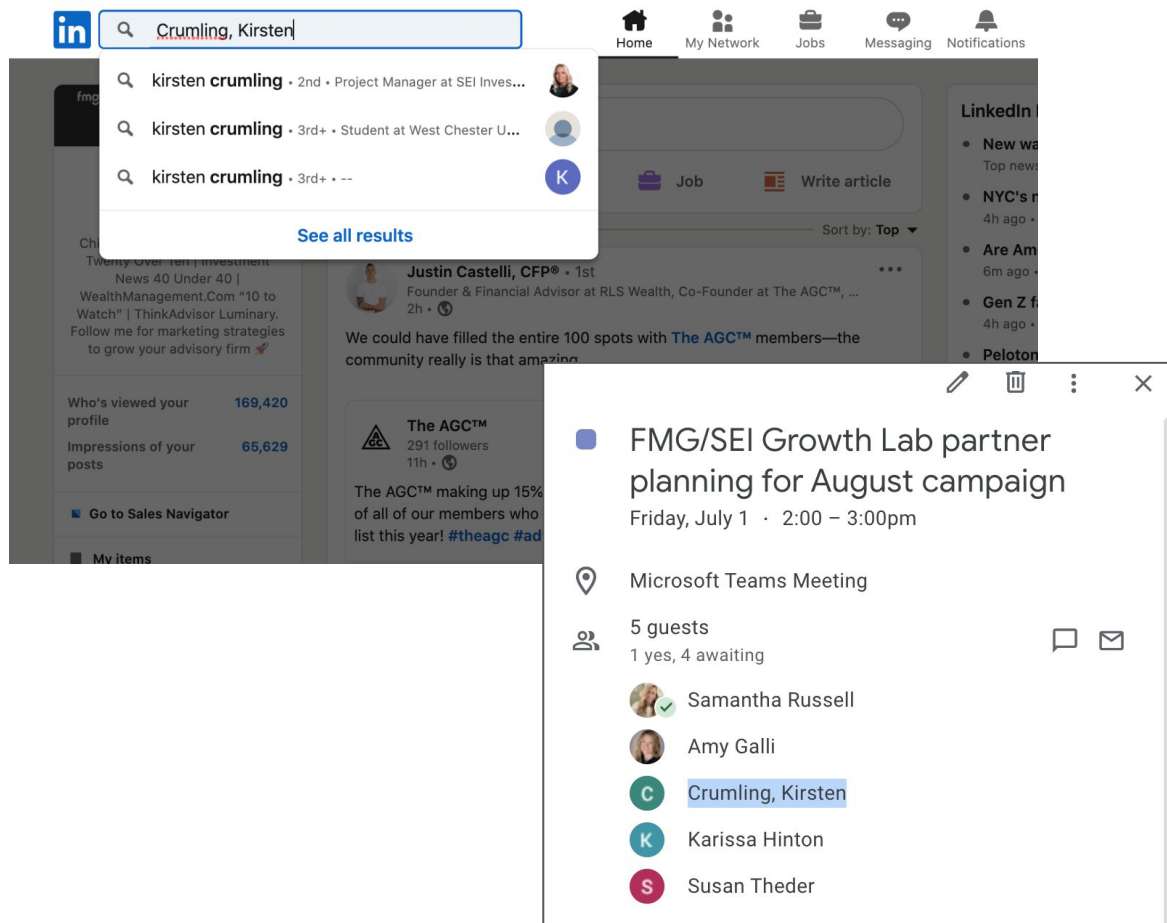 in
Crumling, Kirsten
Home
My Network
Jobs
Messaging
Notifications
kirsten crumling • 2nd • Project Manager at SEI Inves...
kirsten crumling • 3rd+ • Student at West Chester U...
kirsten crumling • 3rd+ • --
K
See all results
fmg
Twenty Over Ten | Investment
News 40 Under 40 |
WealthManagement.Com "10 to
Watch" | ThinkAdvisor Luminary.
Follow me for marketing strategies
to grow your advisory firm 🚀
Who's viewed your
profile
169,420
Impressions of your
posts
65,629
Go to Sales Navigator
My items
Job
Write article
Sort by: Top
Justin Castelli, CFP® • 1st
Founder & Financial Advisor at RLS Wealth, Co-Founder at The AGC™, ...
2h •
We could have filled the entire 100 spots with The AGC™ members—the
community really is that amazing
The AGC™
291 followers
11h •
The AGC™ making up 15%
of all of our members who
list this year! #theagc #ad
LinkedIn
• New wa
Top news
• NYC's r
4h ago •
• Are Am
6m ago •
• Gen Z f
4h ago •
• Peloton
FMG/SEI Growth Lab partner
planning for August campaign
Friday, July 1 · 2:00 – 3:00pm
Microsoft Teams Meeting
5 guests
1 yes, 4 awaiting
Samantha Russell
Amy Galli
C Crumling, Kirsten
K Karissa Hinton
S Susan Theder